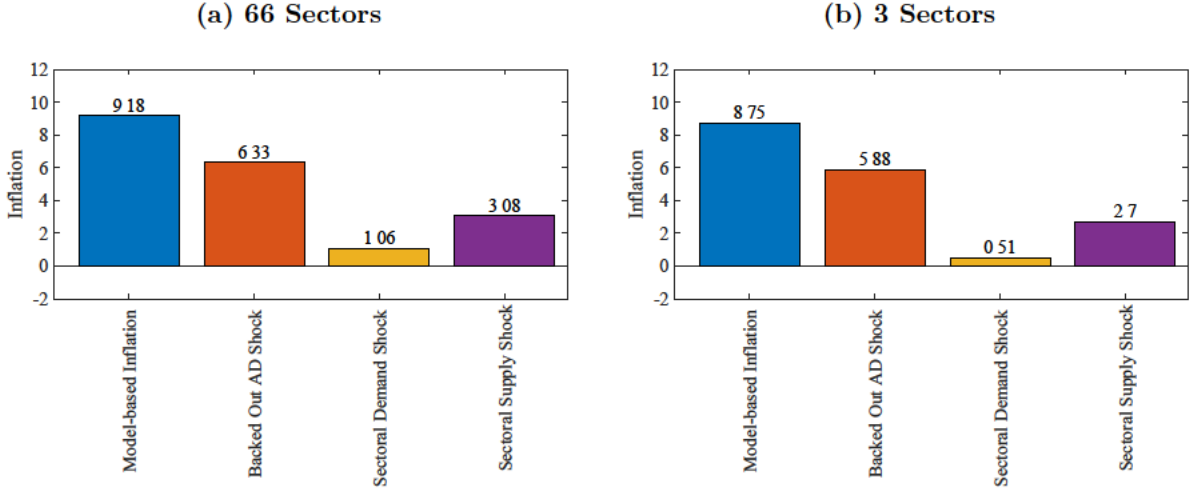 (a) 66 Sectors
12
10
8
6
4
2
0
-2
Inflation
9 18
6 33
1 06
3 08
Model-based Inflation
Backed Out AD Shock
Sectoral Demand Shock
Sectoral Supply Shock
(b) 3 Sectors
12
10
8
6
4
2
0
-2
Inflation
8 75
5 88
0 51
2 7
Model-based Inflation
Backed Out AD Shock
Sectoral Demand Shock
Sectoral Supply Shock